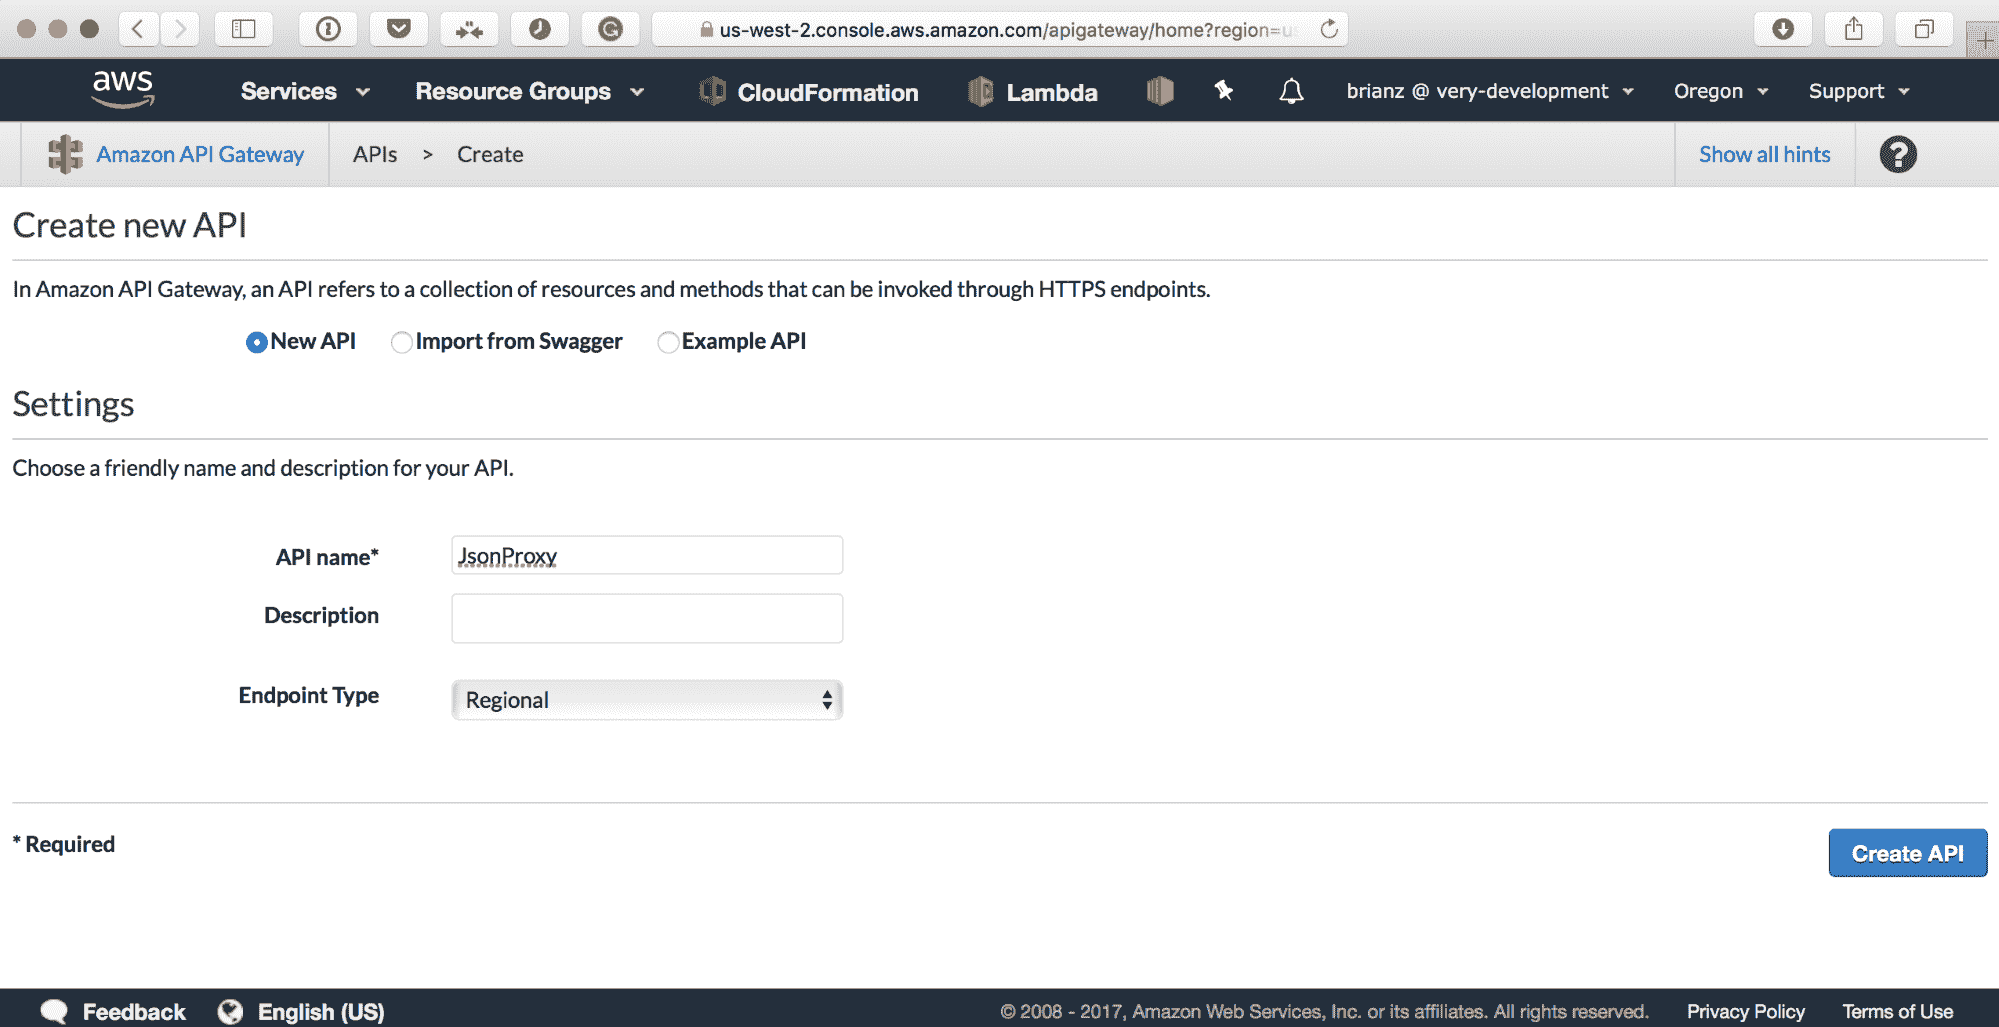 us-west-2.console.aws.amazon.com/apigateway/home?region=us
aws Services Resource Groups CloudFormation Lambda brianz @ very-development Oregon Support
Amazon API Gateway APIs > Create Show all hints ?
Create new API
In Amazon API Gateway, an API refers to a collection of resources and methods that can be invoked through HTTPS endpoints.
New API Import from Swagger Example API
Settings
Choose a friendly name and description for your API.
API name* JsonProxy
Description
Endpoint Type Regional
* Required
Create API
Feedback English (US) © 2008 - 2017, Amazon Web Services, Inc. or its affiliates. All rights reserved. Privacy Policy Terms of Use